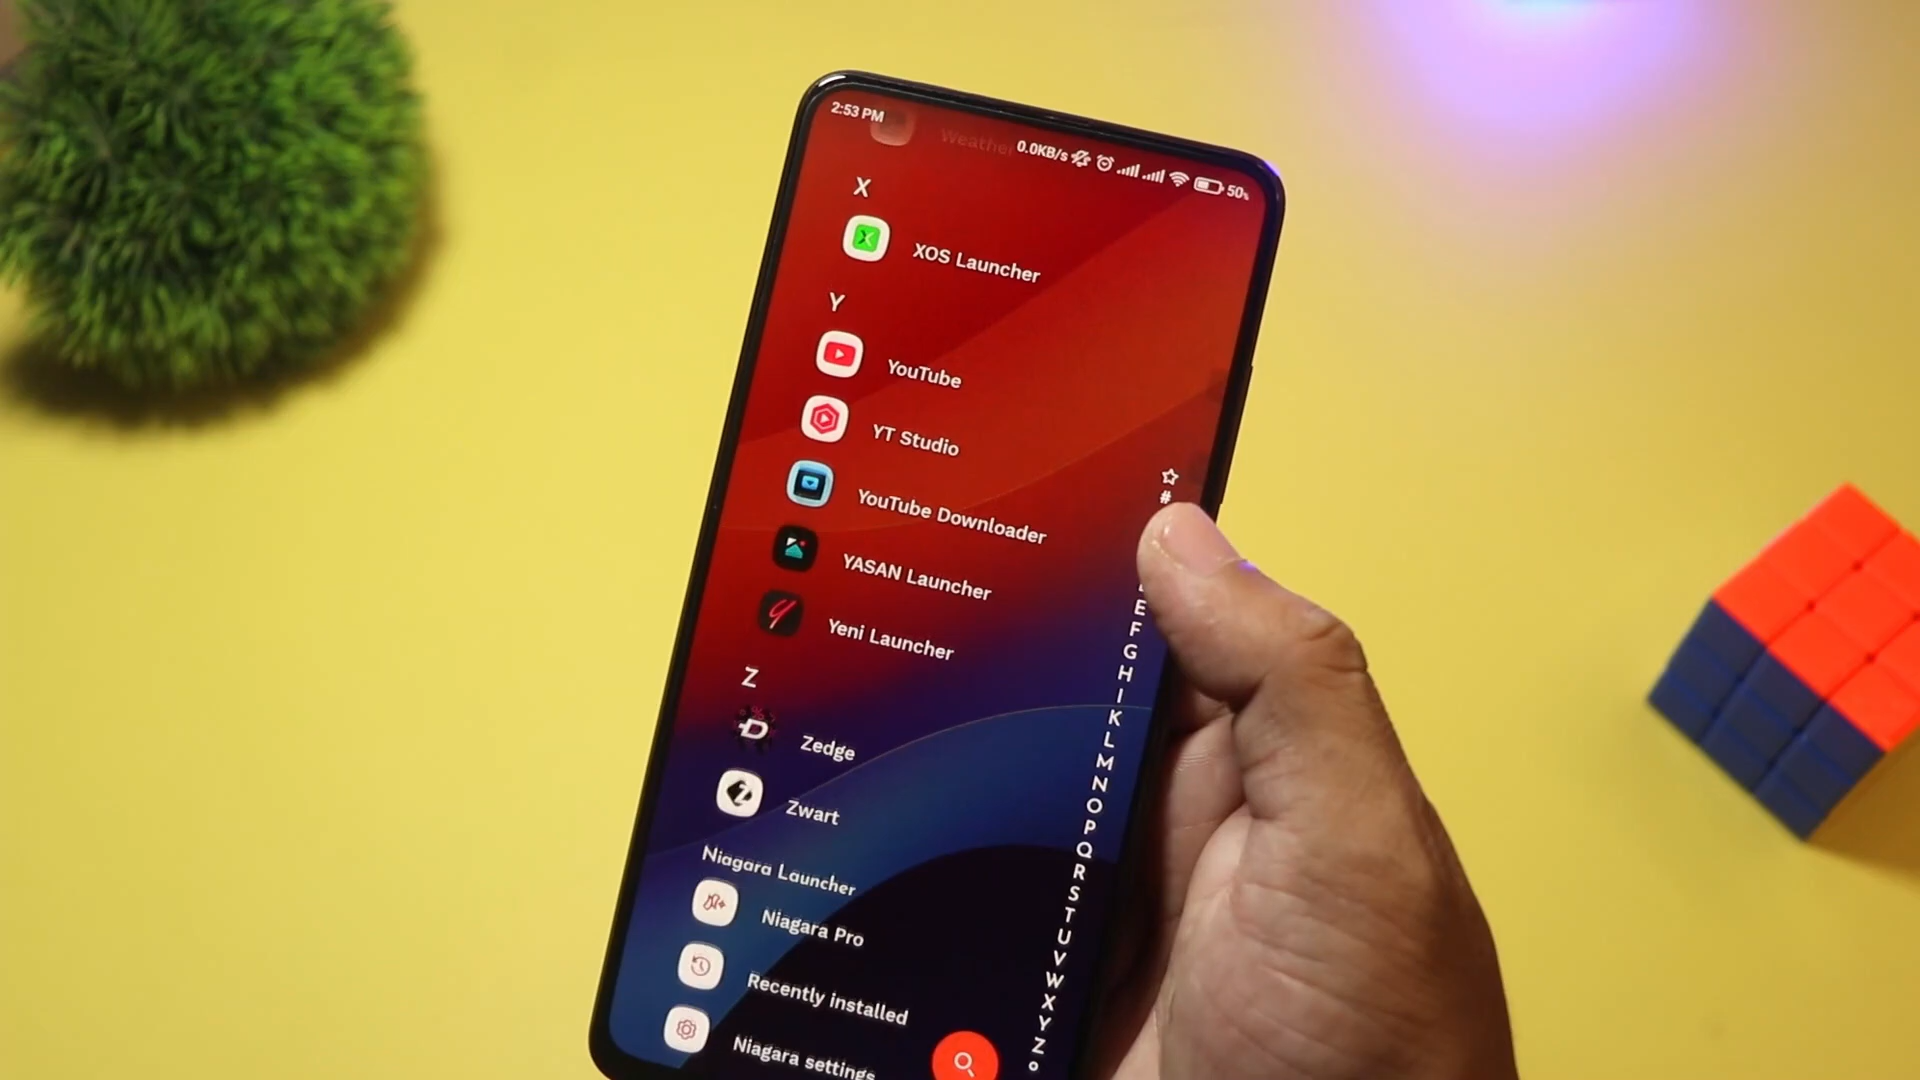 2:53 PM
Weather
0.0KB/s
50%
X
XOS Launcher
Y
YouTube
YT Studio
YouTube Downloader
YASAN Launcher
Yeni Launcher
Z
Zedge
Zwart
Niagara Launcher
Niagara Pro
Recently installed
Niagara settings
#
E
F
G
H
I
K
L
M
N
O
P
Q
R
S
T
U
V
W
X
Y
Z